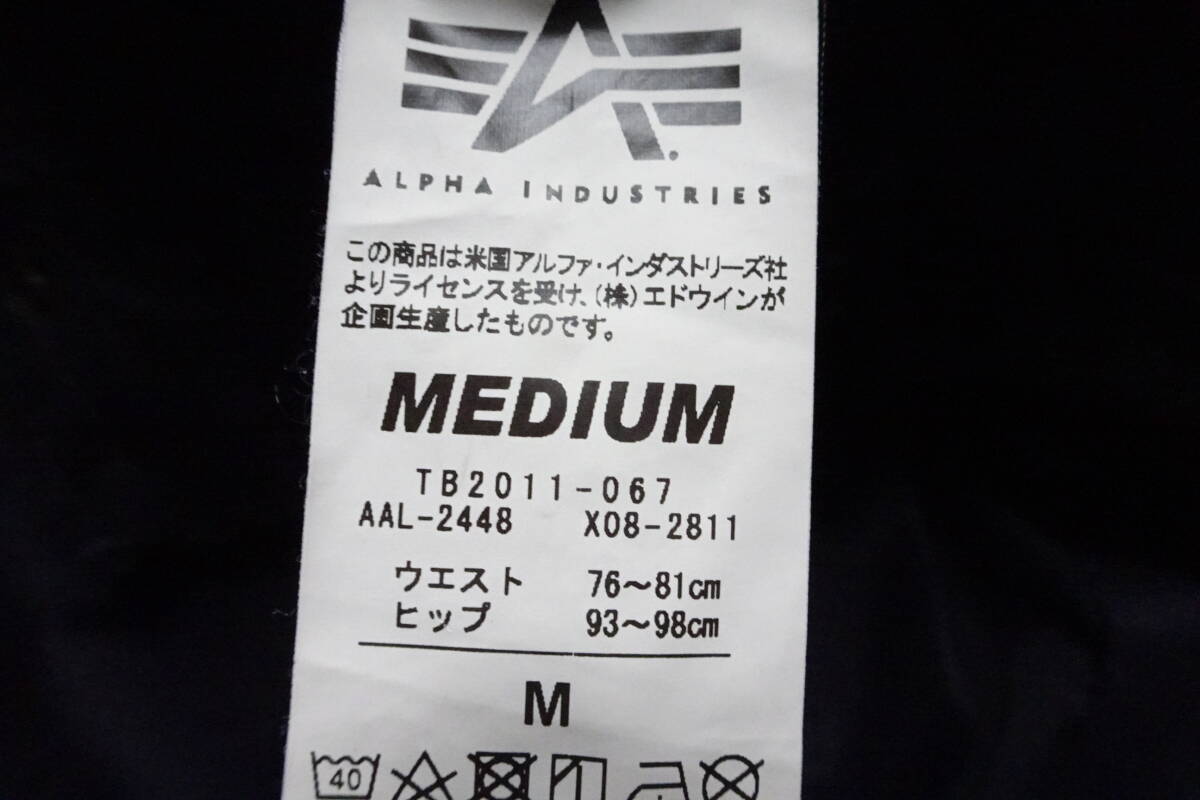 ALPHA INDUSTRIES
この商品は米国アルファ・インダストリーズ社
よりライセンスを受け、(株)エドウインが
企画生産したものです。
MEDIUM
TB2011-067
AAL-2448 X08-2811
ウエスト 76〜81cm
ヒップ 93〜98cm
M
40